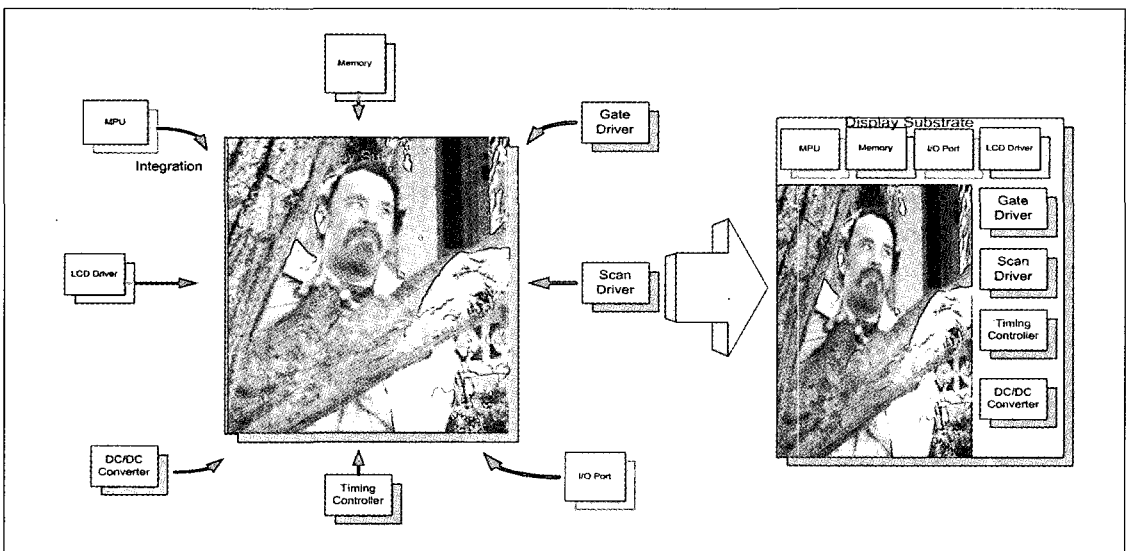 Memory
MPU
Integration
Gate
Driver
LCD Driver
Scan
Driver
DC/DC
Converter
Timing
Controller
I/O Port
Display Substrate
MPU
Memory
I/O Port
LCD Driver
Gate
Driver
Scan
Driver
Timing
Controller
DC/DC
Converter